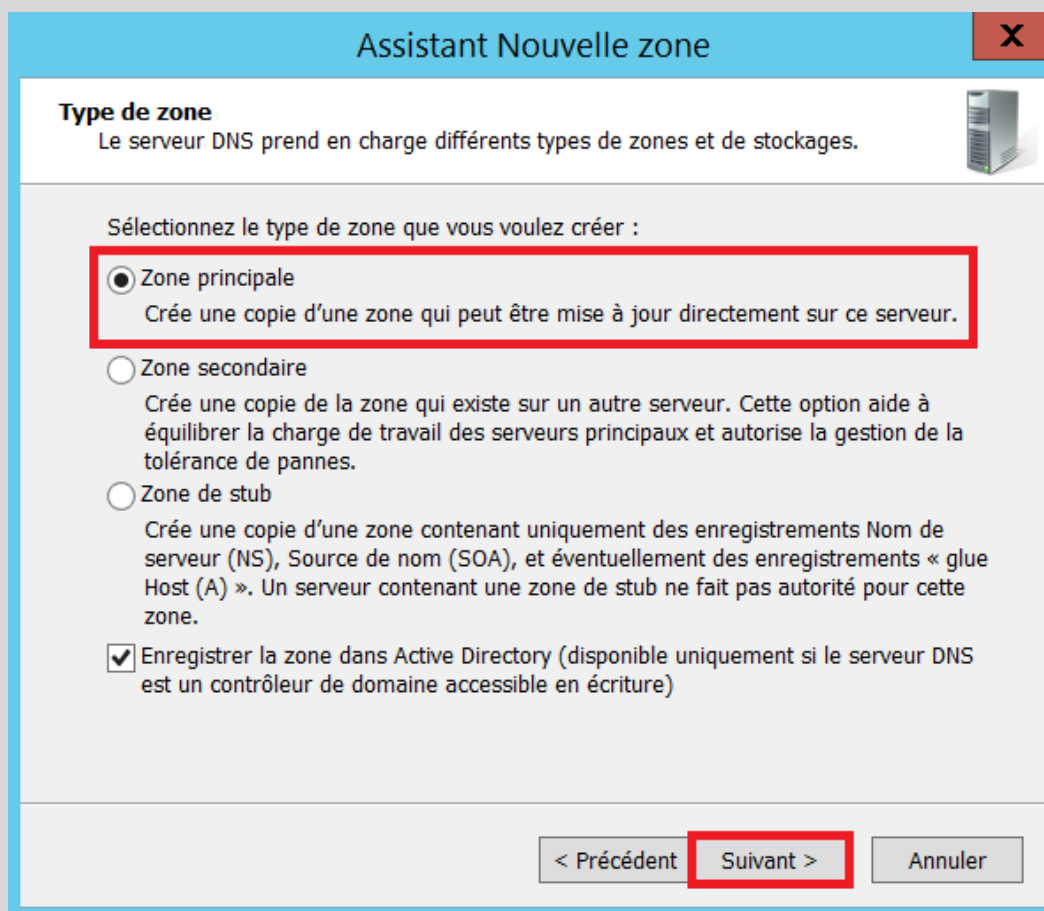 Assistant Nouvelle zone
X
Type de zone
Le serveur DNS prend en charge différents types de zones et de stockages.
Sélectionnez le type de zone que vous voulez créer :
Zone principale
Crée une copie d’une zone qui peut être mise à jour directement sur ce serveur.
Zone secondaire
Crée une copie de la zone qui existe sur un autre serveur. Cette option aide à
équilibrer la charge de travail des serveurs principaux et autorise la gestion de la
tolérance de pannes.
Zone de stub
Crée une copie d’une zone contenant uniquement des enregistrements Nom de
serveur (NS), Source de nom (SOA), et éventuellement des enregistrements « glue
Host (A) ». Un serveur contenant une zone de stub ne fait pas autorité pour cette
zone.
Enregistrer la zone dans Active Directory (disponible uniquement si le serveur DNS
est un contrôleur de domaine accessible en écriture)
< Précédent Suivant > Annuler